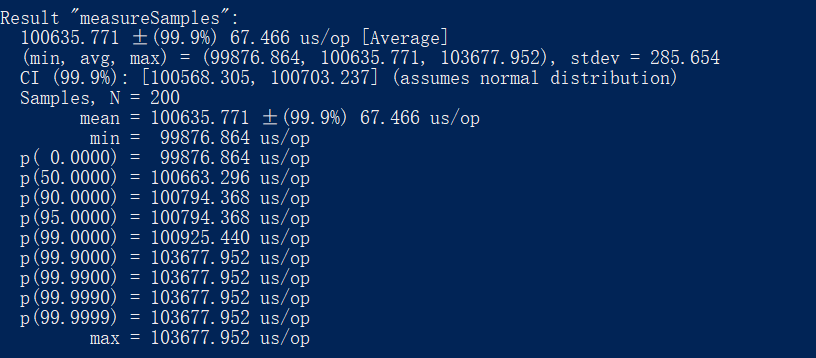 Result "measureSamples":
  100635.771 ±(99.9%) 67.466 us/op [Average]
  (min, avg, max) = (99876.864, 100635.771, 103677.952), stdev = 285.654
  CI (99.9%): [100568.305, 100703.237] (assumes normal distribution)
  Samples, N = 200
        mean = 100635.771 ±(99.9%) 67.466 us/op
         min =  99876.864 us/op
  p( 0.0000) =  99876.864 us/op
  p(50.0000) = 100663.296 us/op
  p(90.0000) = 100794.368 us/op
  p(95.0000) = 100794.368 us/op
  p(99.0000) = 100925.440 us/op
  p(99.9000) = 103677.952 us/op
  p(99.9900) = 103677.952 us/op
  p(99.9990) = 103677.952 us/op
  p(99.9999) = 103677.952 us/op
         max = 103677.952 us/op